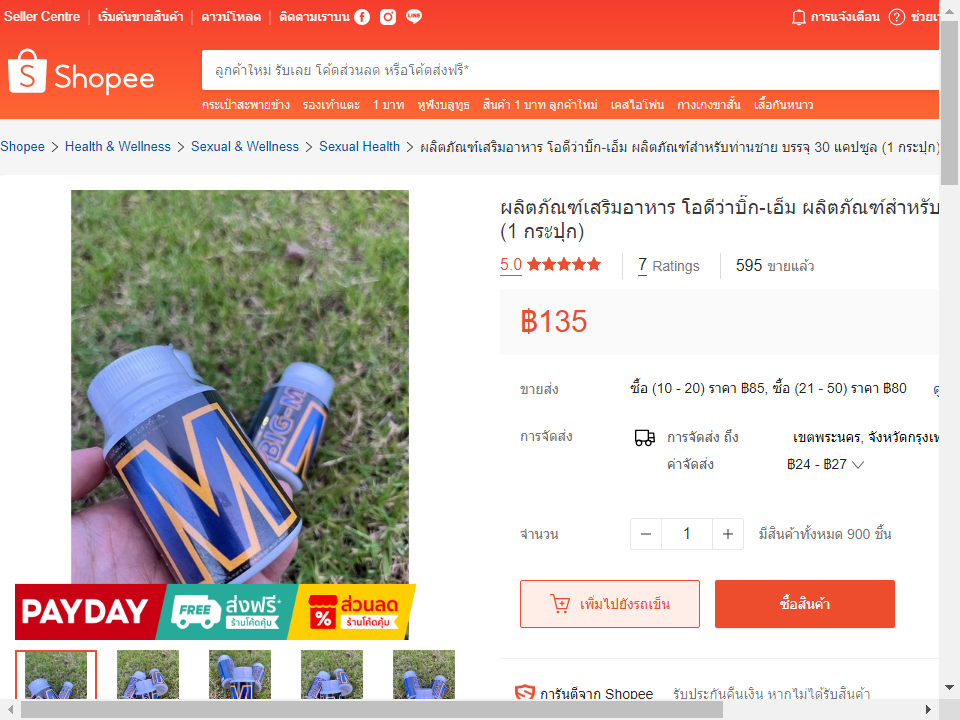 Seller Centre
เริ่มต้นขายสินค้า
ดาวน์โหลด
ติดตามเราบน
การแจ้งเตือน
Shopee
ลูกค้าใหม่ รับเลย โค้ดส่วนลด หรือโค้ดส่งฟรี*
กระเป๋าสะพายข้าง รองเท้าแตะ 1 บาท หูฟังบลูทูธ สินค้า 1 บาท ลูกค้าใหม่ เคสไอโฟน กางเกงขาสั้น เสื้อกันหนาว
Shopee > Health & Wellness > Sexual & Wellness > Sexual Health > ผลิตภัณฑ์เสริมอาหาร โอดีว่าบิ๊ก-เอ็ม ผลิตภัณฑ์สำหรับท่านชาย บรรจุ 30 แคปซูล (1 กระปุก)
ผลิตภัณฑ์เสริมอาหาร โอดีว่าบิ๊ก-เอ็ม ผลิตภัณฑ์สำหรับ
(1 กระปุก)
5.0
7 Ratings
595 ขายแล้ว
฿135
ขายส่ง
ซื้อ (10 - 20) ราคา ฿85, ซื้อ (21 - 50) ราคา ฿80
การจัดส่ง
การจัดส่ง ถึง
เขตพระนคร, จังหวัดกรุงเท
ค่าจัดส่ง
฿24 - ฿27
จำนวน
1
มีสินค้าทั้งหมด 900 ชิ้น
เพิ่มไปยังรถเข็น
ซื้อสินค้า
การันตีจาก Shopee
รับประกันคืนเงิน หากไม่ได้รับสินค้า
M
BIG-M
PAYDAY
FREE
ส่งฟรี*
ร้านโค้ดคุ้ม
%
ส่วนลด
ร้านโค้ดคุ้ม